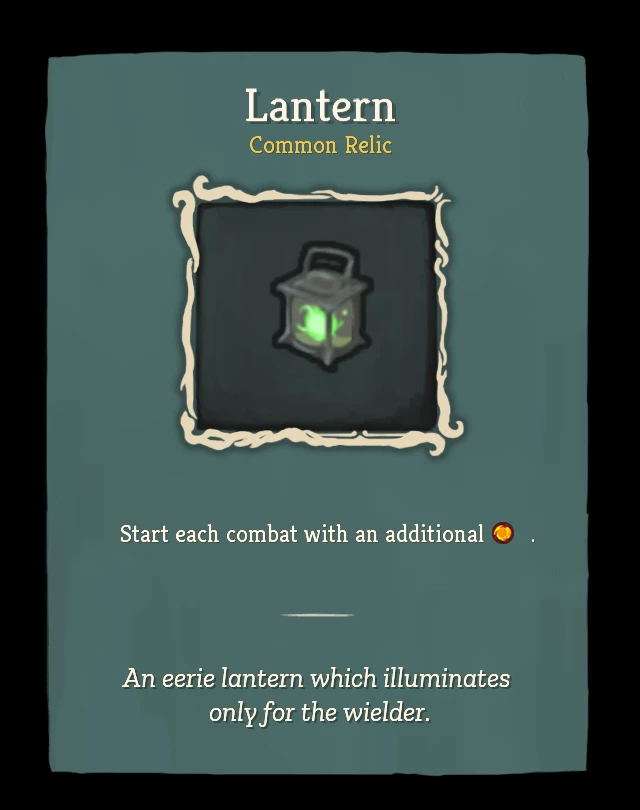 Lantern
Common Relic
Start each combat with an additional .
An eerie lantern which illuminates
only for the wielder.